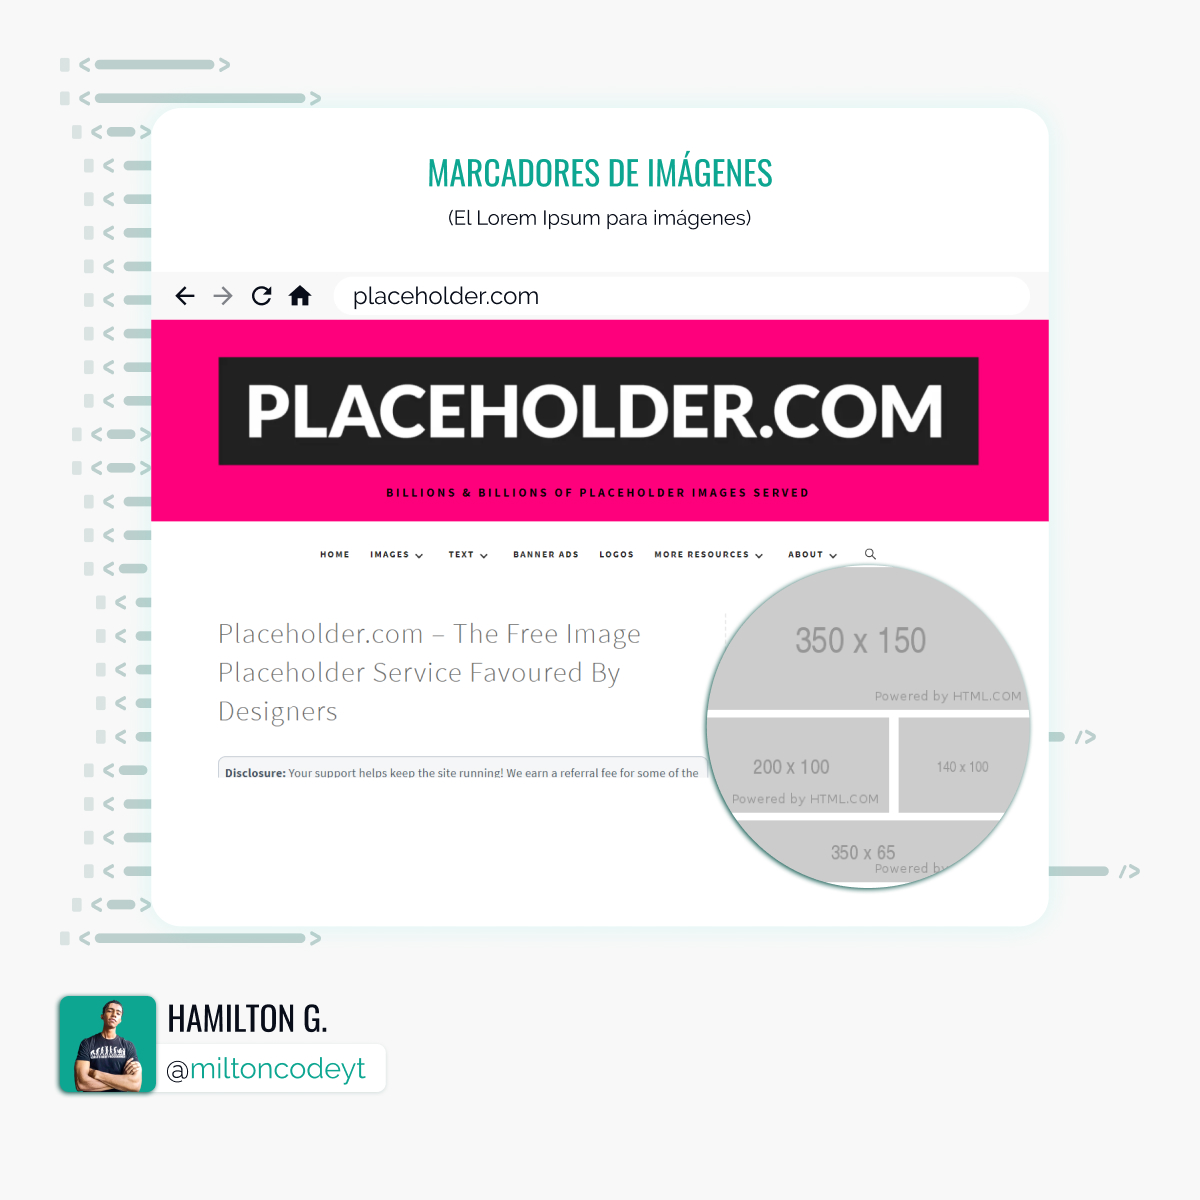 MARCADORES DE IMÁGENES
(El Lorem Ipsum para imágenes)
placeholder.com
PLACEHOLDER.COM
BILLIONS & BILLIONS OF PLACEHOLDER IMAGES SERVED
HOME IMAGES TEXT BANNER ADS LOGOS MORE RESOURCES ABOUT
Placeholder.com – The Free Image
Placeholder Service Favoured By
Designers
Disclosure: Your support helps keep the site running! We earn a referral fee for some of the
350 x 150
Powered by HTML.COM
200 x 100
Powered by HTML.COM
140 x 100
350 x 65
Powered by
HAMILTON G.
@miltoncodeyt